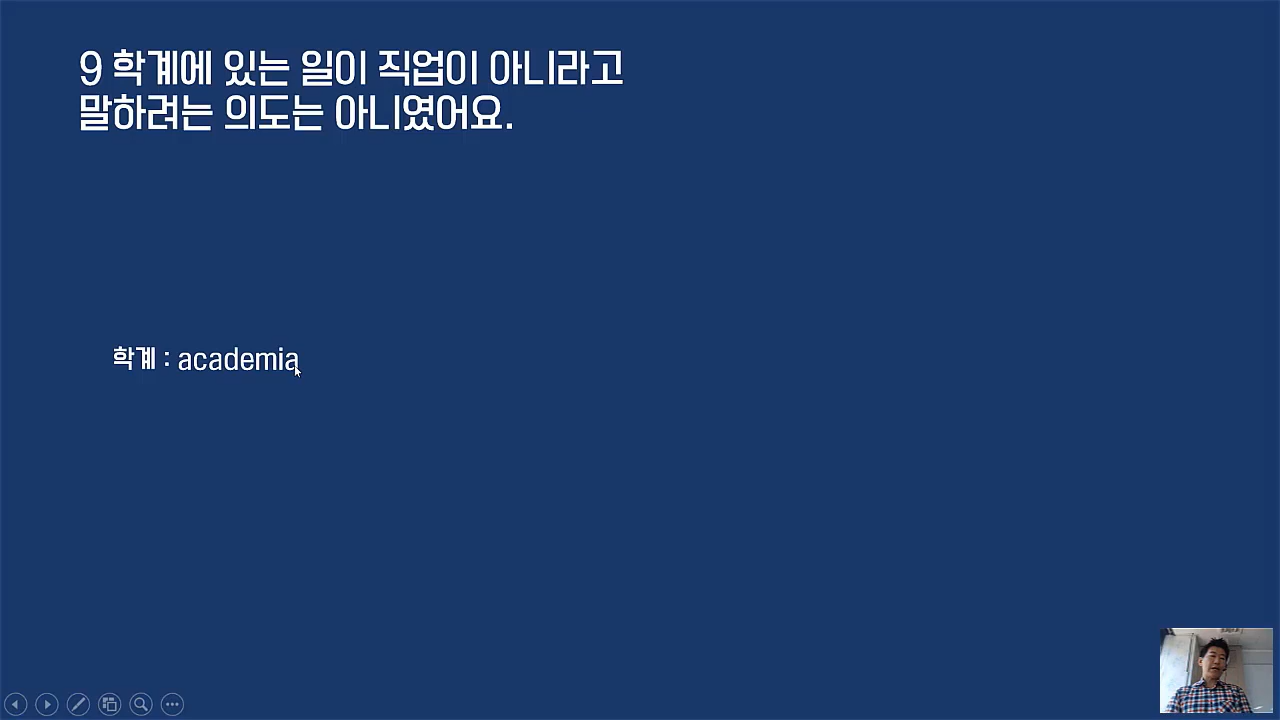 9 학계에 있는 일이 직업이 아니라고
말하려는 의도는 아니였어요.
학계 : academia